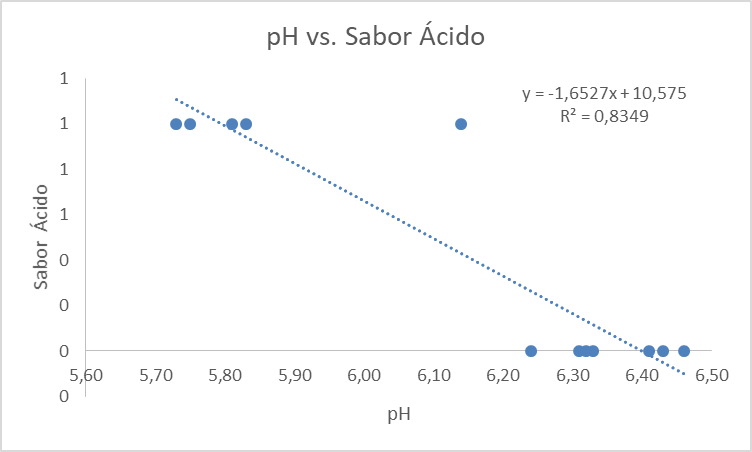 pH vs. Sabor Ácido
y = -1,6527x + 10,575
R² = 0,8349
1
1
1
1
0
0
0
0
Sabor Ácido
5,60 5,70 5,80 5,90 6,00 6,10 6,20 6,30 6,40 6,50
pH